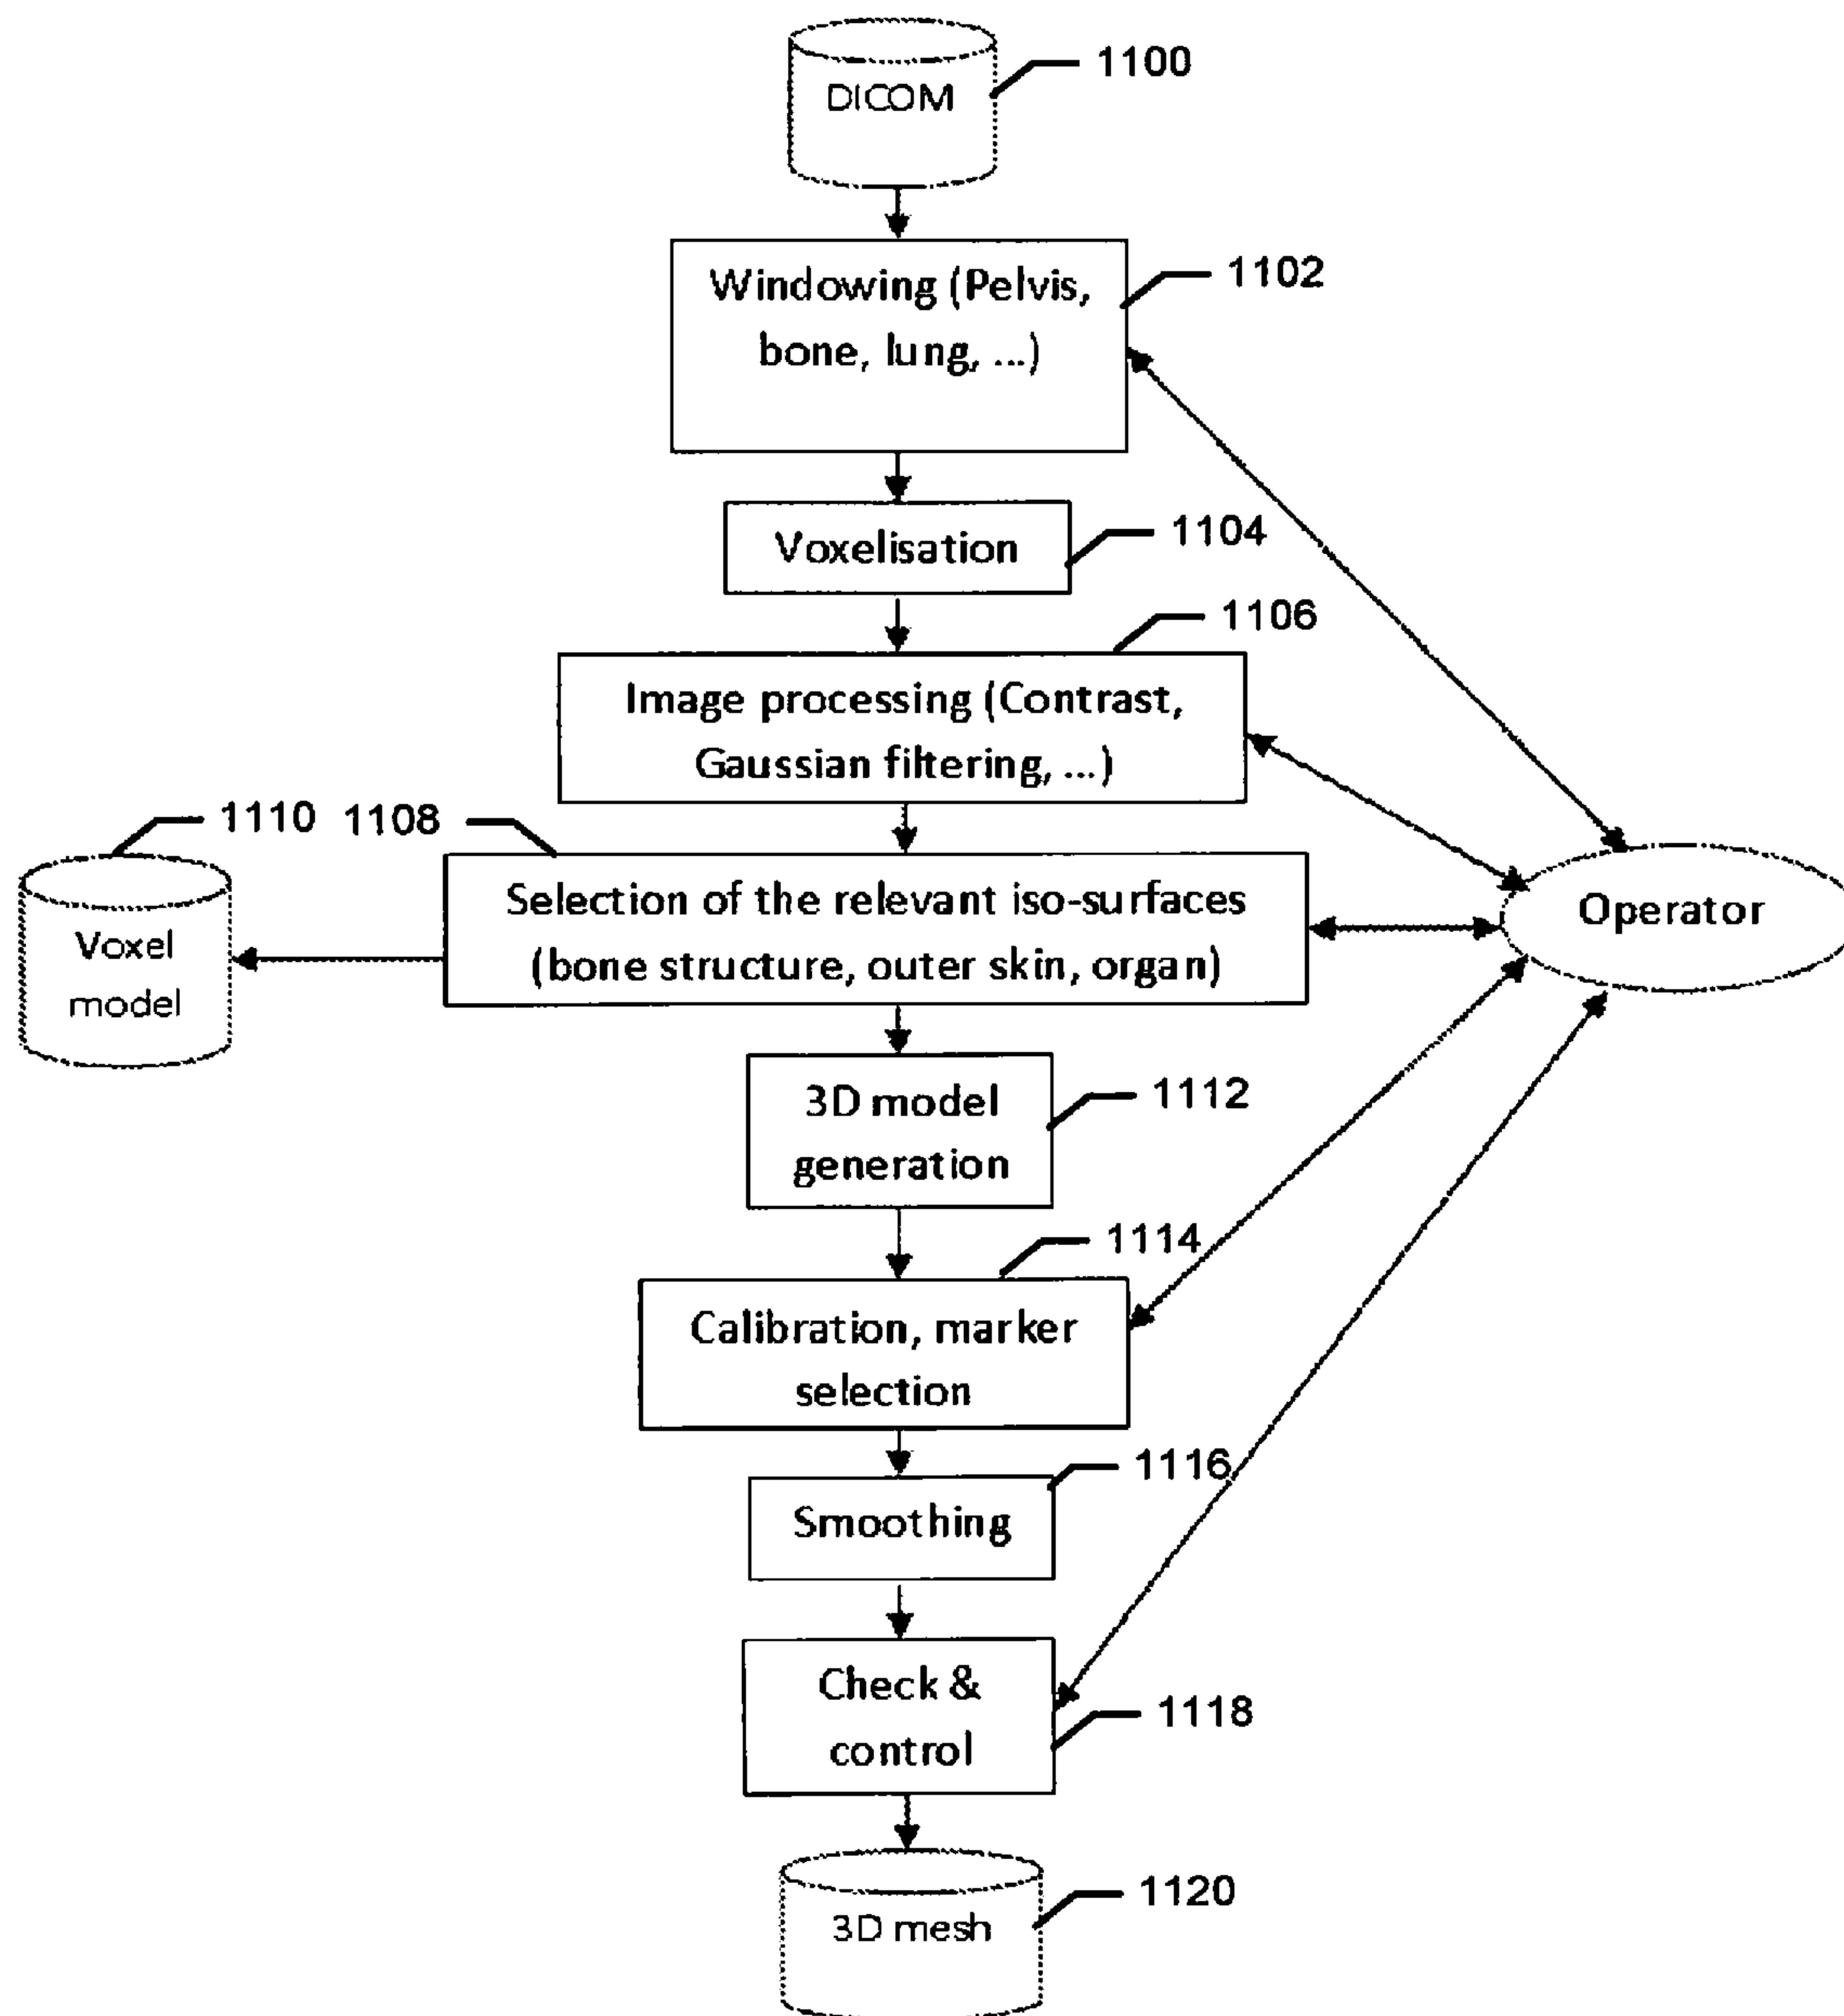 DICOM
1100
Windowing (Pelvis,
bone, lung, ...)
1102
Voxelisation
1104
1106
Image processing (Contrast,
Gaussian filtering, ...)
1110
1108
Selection of the relevant iso-surfaces
(bone structure, outer skin, organ)
Voxel
model
Operator
3D model
generation
1112
1114
Calibration, marker
selection
1116
Smoothing
Check &
control
1118
3D mesh
1120